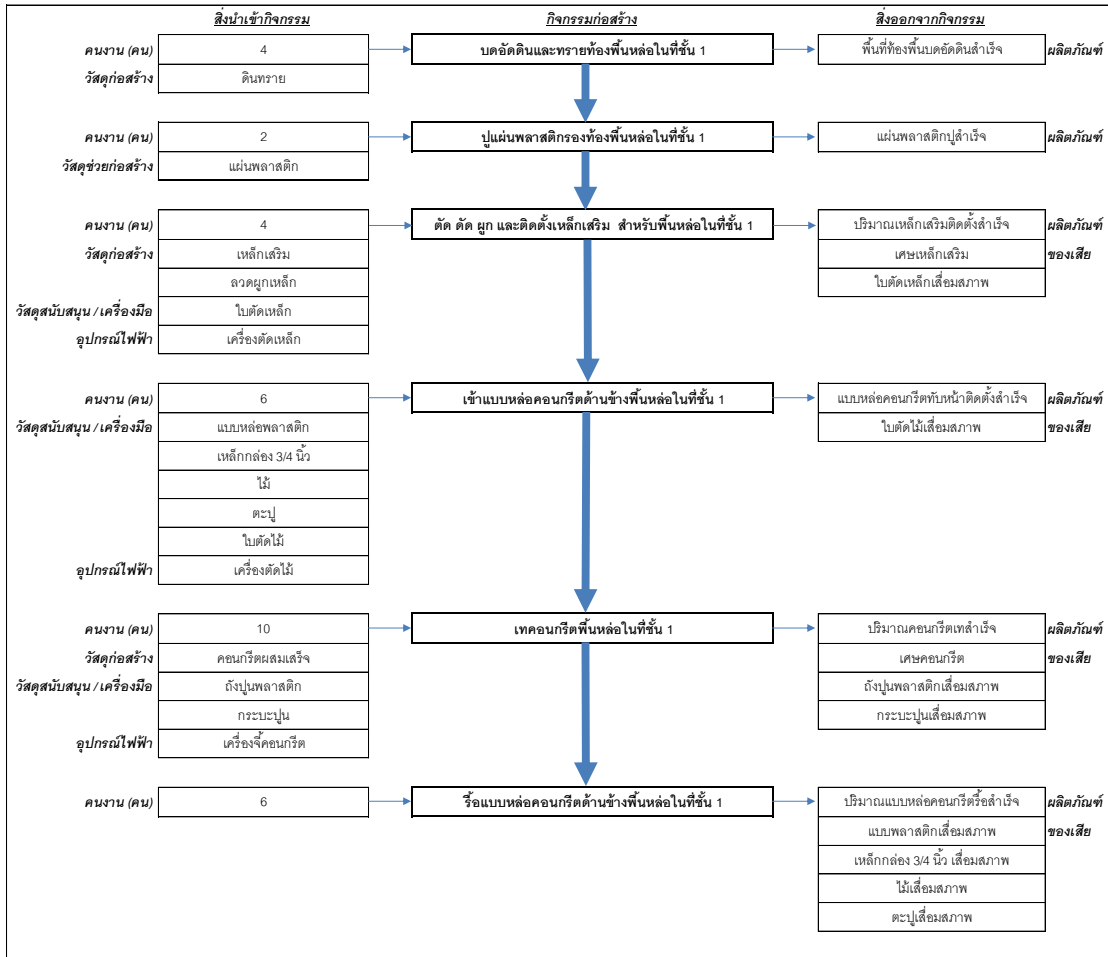 สิ่งนำเข้ากิจกรรม กิจกรรมก่อสร้าง สิ่งออกจากกิจกรรม
คนงาน (คน) 4 บดอัดดินและทรายท้องพื้นหล่อในที่ชั้น 1 พื้นที่ท้องพื้นบดอัดดินสำเร็จ ผลิตภัณฑ์
วัสดุก่อสร้าง ดินทราย
คนงาน (คน) 2 ปูแผ่นพลาสติกรองท้องพื้นหล่อในที่ชั้น 1 แผ่นพลาสติกปูสำเร็จ ผลิตภัณฑ์
วัสดุช่วยก่อสร้าง แผ่นพลาสติก
คนงาน (คน) 4 ตัด ดัด ผูก และติดตั้งเหล็กเสริม สำหรับพื้นหล่อในที่ชั้น 1 ปริมาณเหล็กเสริมติดตั้งสำเร็จ ผลิตภัณฑ์
วัสดุก่อสร้าง เหล็กเสริม เศษเหล็กเสริม ของเสีย
ลวดผูกเหล็ก ใบตัดเหล็กเสื่อมสภาพ
วัสดุสนับสนุน / เครื่องมือ ใบตัดเหล็ก
อุปกรณ์ไฟฟ้า เครื่องตัดเหล็ก
คนงาน (คน) 6 เข้าแบบหล่อคอนกรีตด้านข้างพื้นหล่อในที่ชั้น 1 แบบหล่อคอนกรีตทับหน้าติดตั้งสำเร็จ ผลิตภัณฑ์
วัสดุสนับสนุน / เครื่องมือ แบบหล่อพลาสติก ใบตัดไม้เสื่อมสภาพ ของเสีย
เหล็กกล่อง 3/4 นิ้ว
ไม้
ตะปู
ใบตัดไม้
อุปกรณ์ไฟฟ้า เครื่องตัดไม้
คนงาน (คน) 10 เทคอนกรีตพื้นหล่อในที่ชั้น 1 ปริมาณคอนกรีตเทสำเร็จ ผลิตภัณฑ์
วัสดุก่อสร้าง คอนกรีตผสมเสร็จ เศษคอนกรีต ของเสีย
วัสดุสนับสนุน / เครื่องมือ ถังปูนพลาสติก ถังปูนพลาสติกเสื่อมสภาพ
กระบะปูน กระบะปูนเสื่อมสภาพ
อุปกรณ์ไฟฟ้า เครื่องจี้คอนกรีต
คนงาน (คน) 6 รื้อแบบหล่อคอนกรีตด้านข้างพื้นหล่อในที่ชั้น 1 ปริมาณแบบหล่อคอนกรีตรื้อสำเร็จ ผลิตภัณฑ์
แบบพลาสติกเสื่อมสภาพ ของเสีย
เหล็กกล่อง 3/4 นิ้ว เสื่อมสภาพ
ไม้เสื่อมสภาพ
ตะปูเสื่อมสภาพ